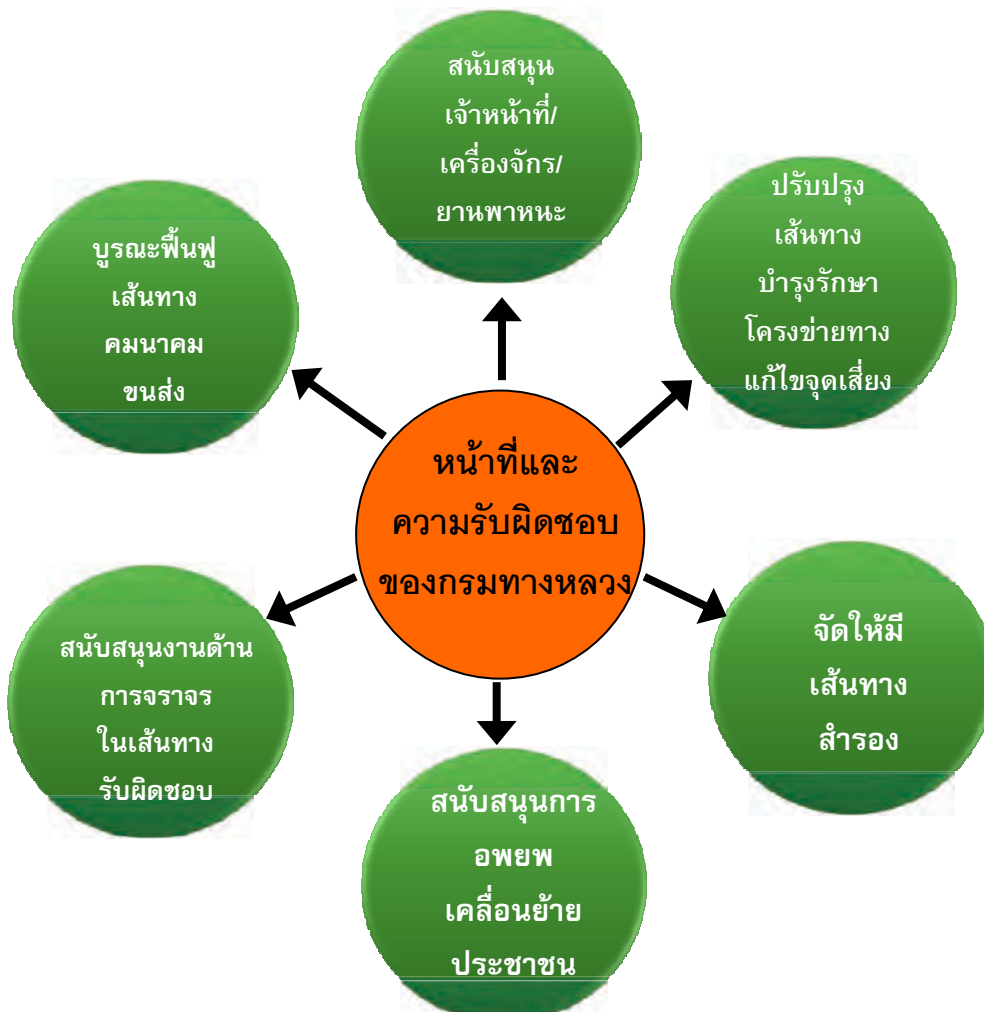 สนับสนุน
เจ้าหน้าที่/
เครื่องจักร/
ยานพาหนะ
ปรับปรุง
เส้นทาง
บำรุงรักษา
โครงข่ายทาง
แก้ไขจุดเสี่ยง
บูรณะฟื้นฟู
เส้นทาง
คมนาคม
ขนส่ง
หน้าที่และ
ความรับผิดชอบ
ของกรมทางหลวง
จัดให้มี
เส้นทาง
สำรอง
สนับสนุนงานด้าน
การจราจร
ในเส้นทาง
รับผิดชอบ
สนับสนุนการ
อพยพ
เคลื่อนย้าย
ประชาชน